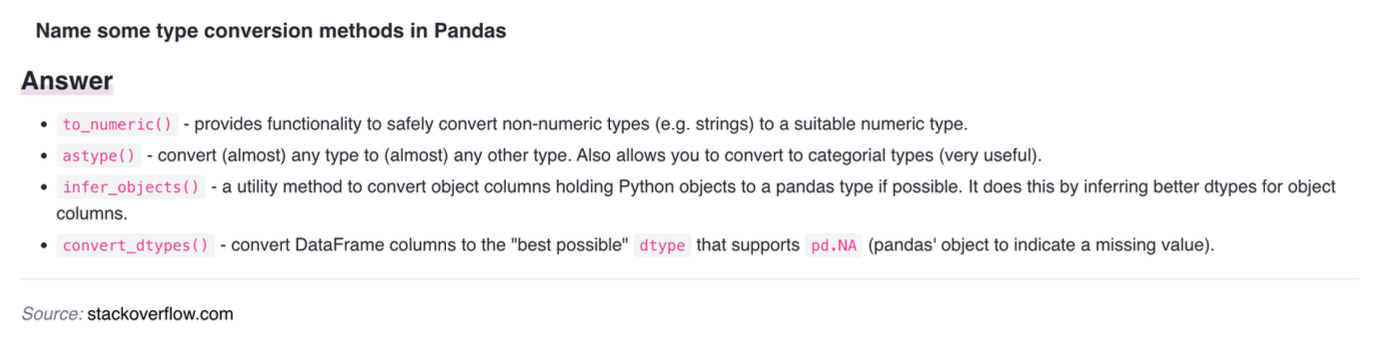 Name some type conversion methods in Pandas
Answer
• to_numeric() - provides functionality to safely convert non-numeric types (e.g. strings) to a suitable numeric type.
• astype() - convert (almost) any type to (almost) any other type. Also allows you to convert to categorial types (very useful).
• infer_objects() - a utility method to convert object columns holding Python objects to a pandas type if possible. It does this by inferring better dtypes for object
columns.
• convert_dtypes() - convert DataFrame columns to the "best possible" dtype that supports pd.NA (pandas' object to indicate a missing value).
Source: stackoverflow.com